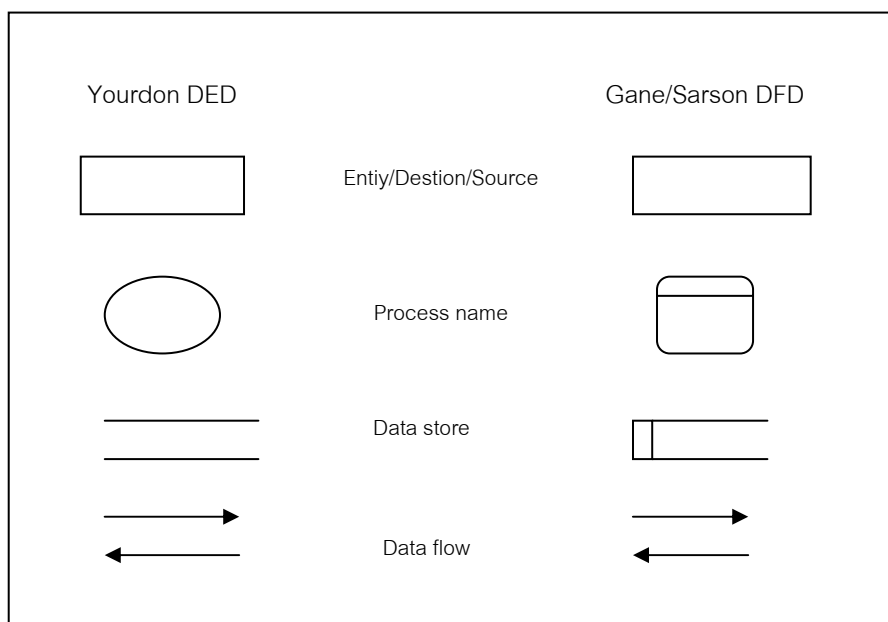 Yourdon DED
Gane/Sarson DFD
Entiy/Destion/Source
Process name
Data store
Data flow